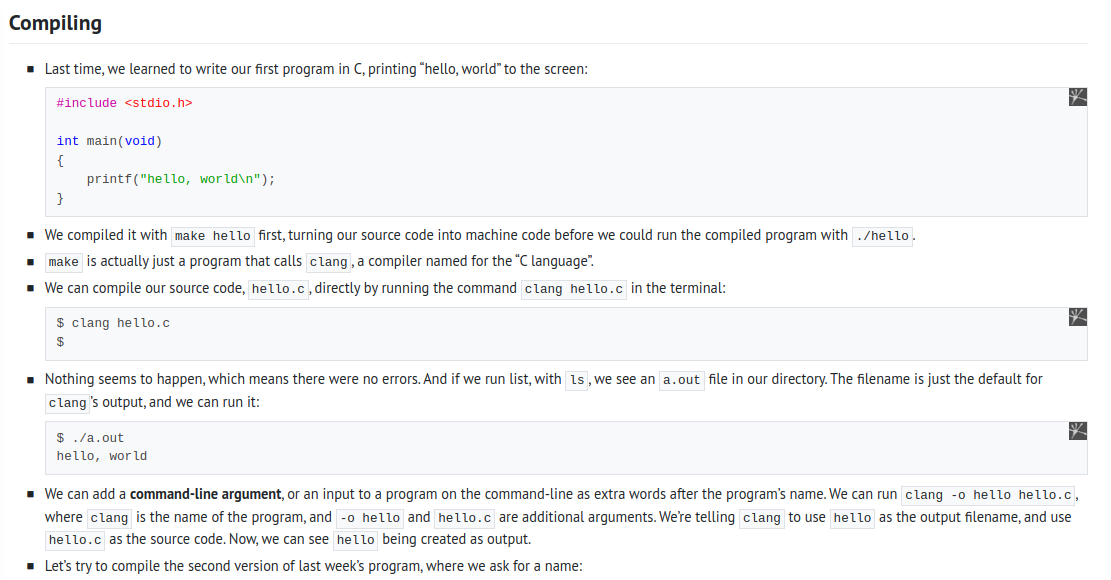 Compiling
Last time, we learned to write our first program in C, printing “hello, world” to the screen:
#include <stdio.h>
int main(void)
{
    printf("hello, world\n");
}
We compiled it with make hello first, turning our source code into machine code before we could run the compiled program with ./hello.
make is actually just a program that calls clang, a compiler named for the “C language”.
We can compile our source code, hello.c, directly by running the command clang hello.c in the terminal:
$ clang hello.c
$
Nothing seems to happen, which means there were no errors. And if we run list, with ls, we see an a.out file in our directory. The filename is just the default for
clang’s output, and we can run it:
$ ./a.out
hello, world
We can add a command-line argument, or an input to a program on the command-line as extra words after the program’s name. We can run clang -o hello hello.c,
where clang is the name of the program, and -o hello and hello.c are additional arguments. We’re telling clang to use hello as the output filename, and use
hello.c as the source code. Now, we can see hello being created as output.
Let’s try to compile the second version of last week’s program, where we ask for a name: